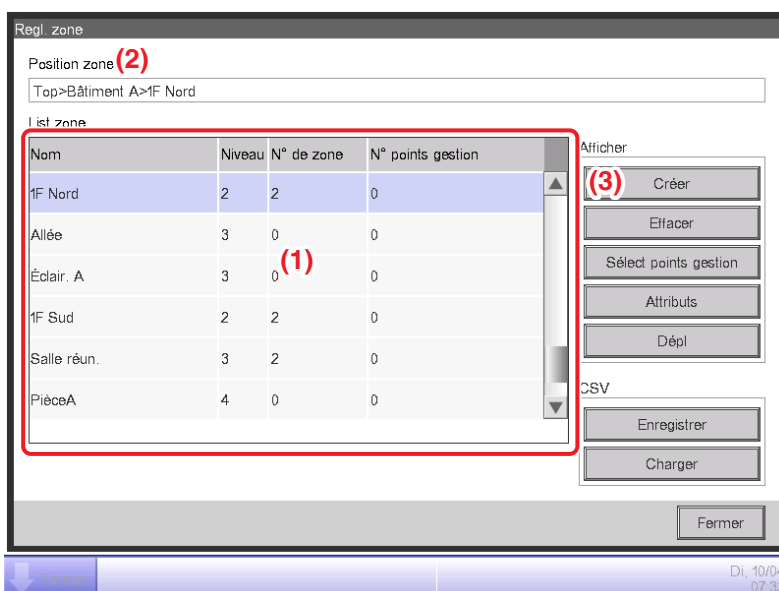 Regl. zone
Position zone (2)
Top>Bâtiment A>1F Nord
List zone
Nom Niveau N° de zone N° points gestion
1F Nord 2 2 0
Allée 3 0 0
(1)
Éclair. A 3 0 0
1F Sud 2 2 0
Salle réun. 3 2 0
PièceA 4 0 0
Afficher
(3) Créer
Effacer
Sélect points gestion
Attributs
Dépl
CSV
Enregistrer
Charger
Fermer
Fermer
Di, 10/04